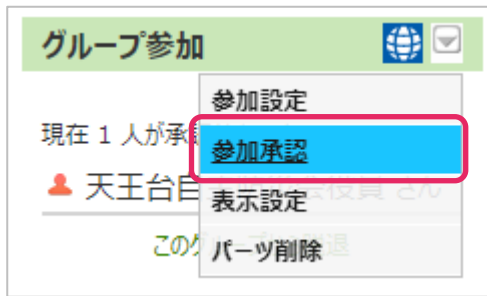 グループ参加
参加設定
現在 1 人が承
参加承認
天王台自 会役員 さん
表示設定
このグ 退
パーツ削除